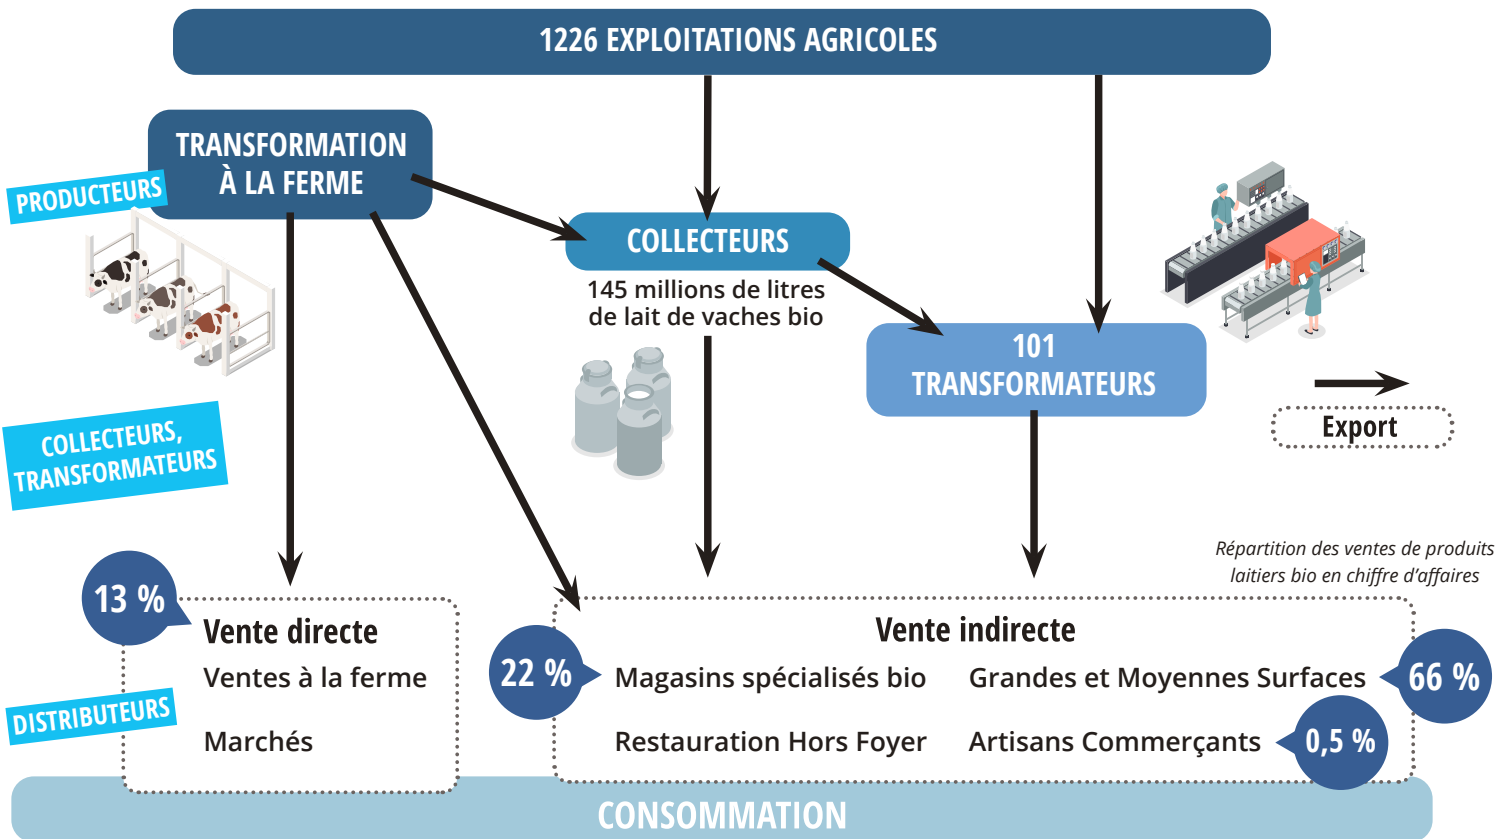 1226 EXPLOITATIONS AGRICOLES
TRANSFORMATION
À LA FERME
PRODUCTEURS
COLLECTEURS
145 millions de litres
de lait de vaches bio
101
TRANSFORMATEURS
Export
COLLECTEURS,
TRANSFORMATEURS
Répartition des ventes de produits
laitiers bio en chiffre d’affaires
13 %
Vente directe
Ventes à la ferme
Marchés
DISTRIBUTEURS
Vente indirecte
22 %
Magasins spécialisés bio
Grandes et Moyennes Surfaces
66 %
Restauration Hors Foyer
Artisans Commerçants
0,5 %
CONSOMMATION